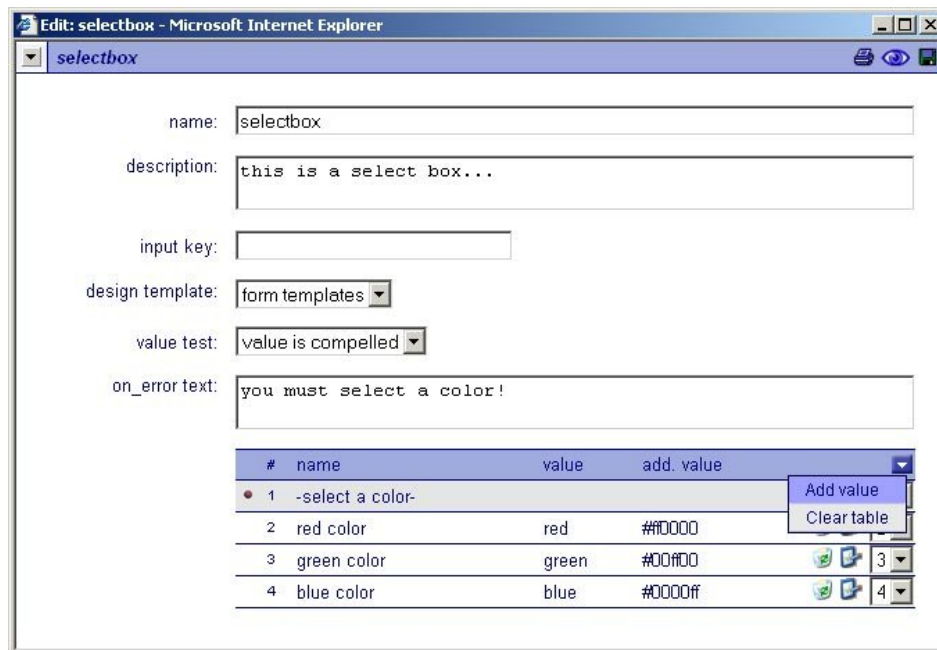 Edit: selectbox - Microsoft Internet Explorer
selectbox
name: selectbox
description: this is a select box...
input key:
design template: form templates
value test: value is compelled
on_error text: you must select a color!
# name value add. value
1 -select a color-
Add value
Clear table
2 red color red #ff0000
3 green color green #00ff00 3
4 blue color blue #0000ff 4